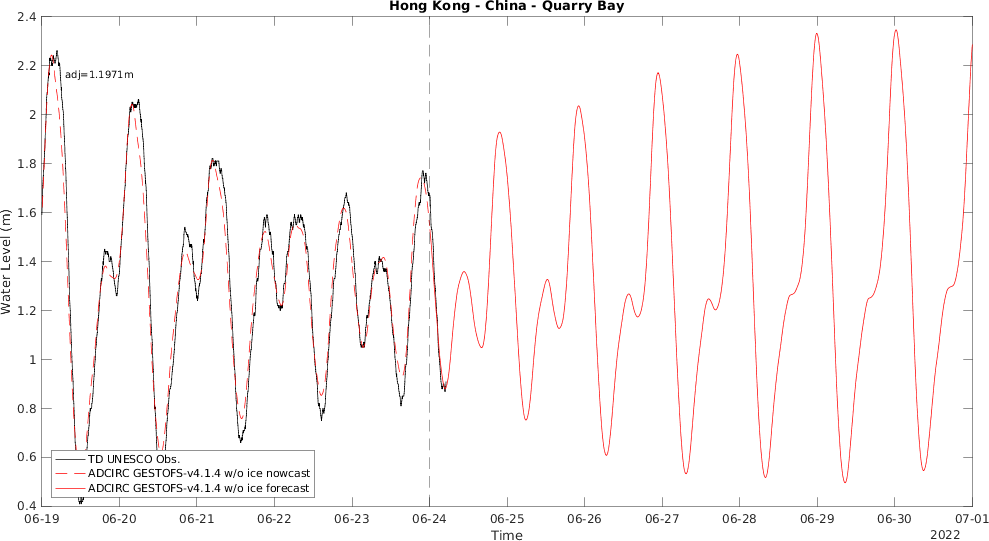 Hong Kong - China - Quarry Bay
2.4
2.2
2
1.8
1.6
1.4
1.2
1
0.8
0.6
0.4
Water Level (m)
adj=1.1971m
TD UNESCO Obs.
ADCIRC GESTOFS-v4.1.4 w/o ice nowcast
ADCIRC GESTOFS-v4.1.4 w/o ice forecast
06-19 06-20 06-21 06-22 06-23 06-24 06-25 06-26 06-27 06-28 06-29 06-30 07-01
Time
2022